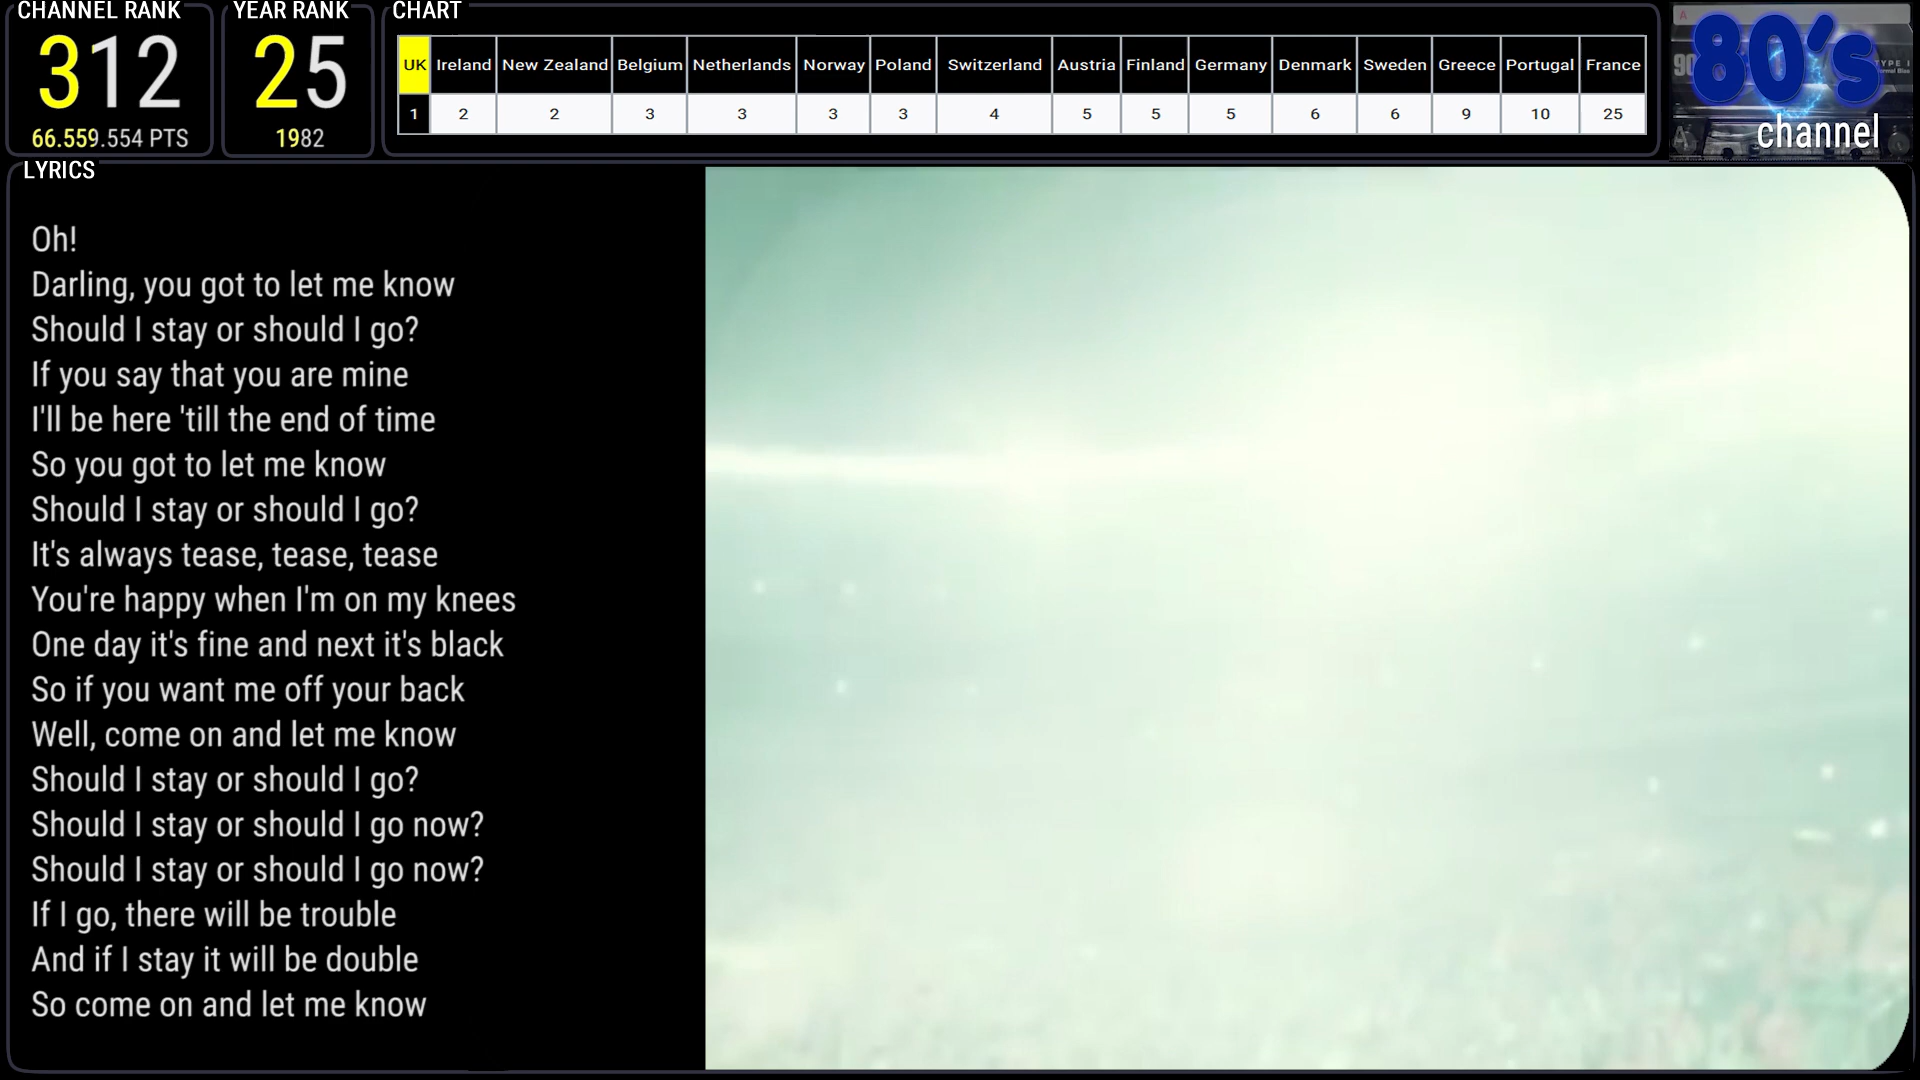 CHANNEL RANK
312
66.559.554 PTS
YEAR RANK
25
1982
CHART
UK Ireland New Zealand Belgium Netherlands Norway Poland Switzerland Austria Finland Germany Denmark Sweden Greece Portugal France
1 2 2 3 3 3 3 4 5 5 5 6 6 9 10 25
A
80's
90
TYPE I
A
channel
LYRICS
Oh!
Darling, you got to let me know
Should I stay or should I go?
If you say that you are mine
I'll be here 'till the end of time
So you got to let me know
Should I stay or should I go?
It's always tease, tease, tease
You're happy when I'm on my knees
One day it's fine and next it's black
So if you want me off your back
Well, come on and let me know
Should I stay or should I go?
Should I stay or should I go now?
Should I stay or should I go now?
If I go, there will be trouble
And if I stay it will be double
So come on and let me know